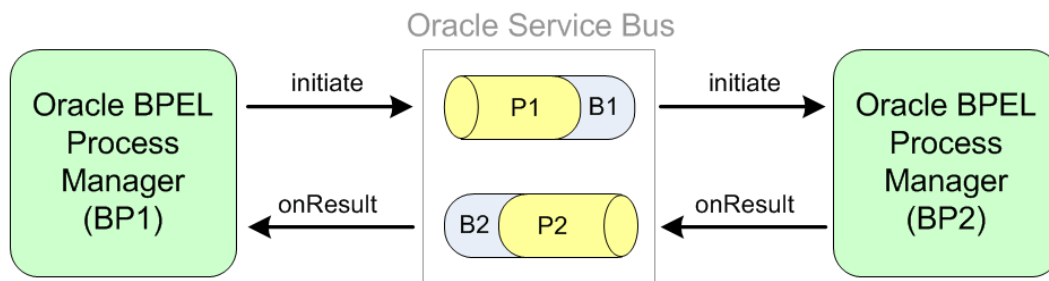 Oracle Service Bus
Oracle BPEL
Process
Manager
(BP1)
initiate
P1 B1
initiate
onResult
B2 P2
onResult
Oracle BPEL
Process
Manager
(BP2)